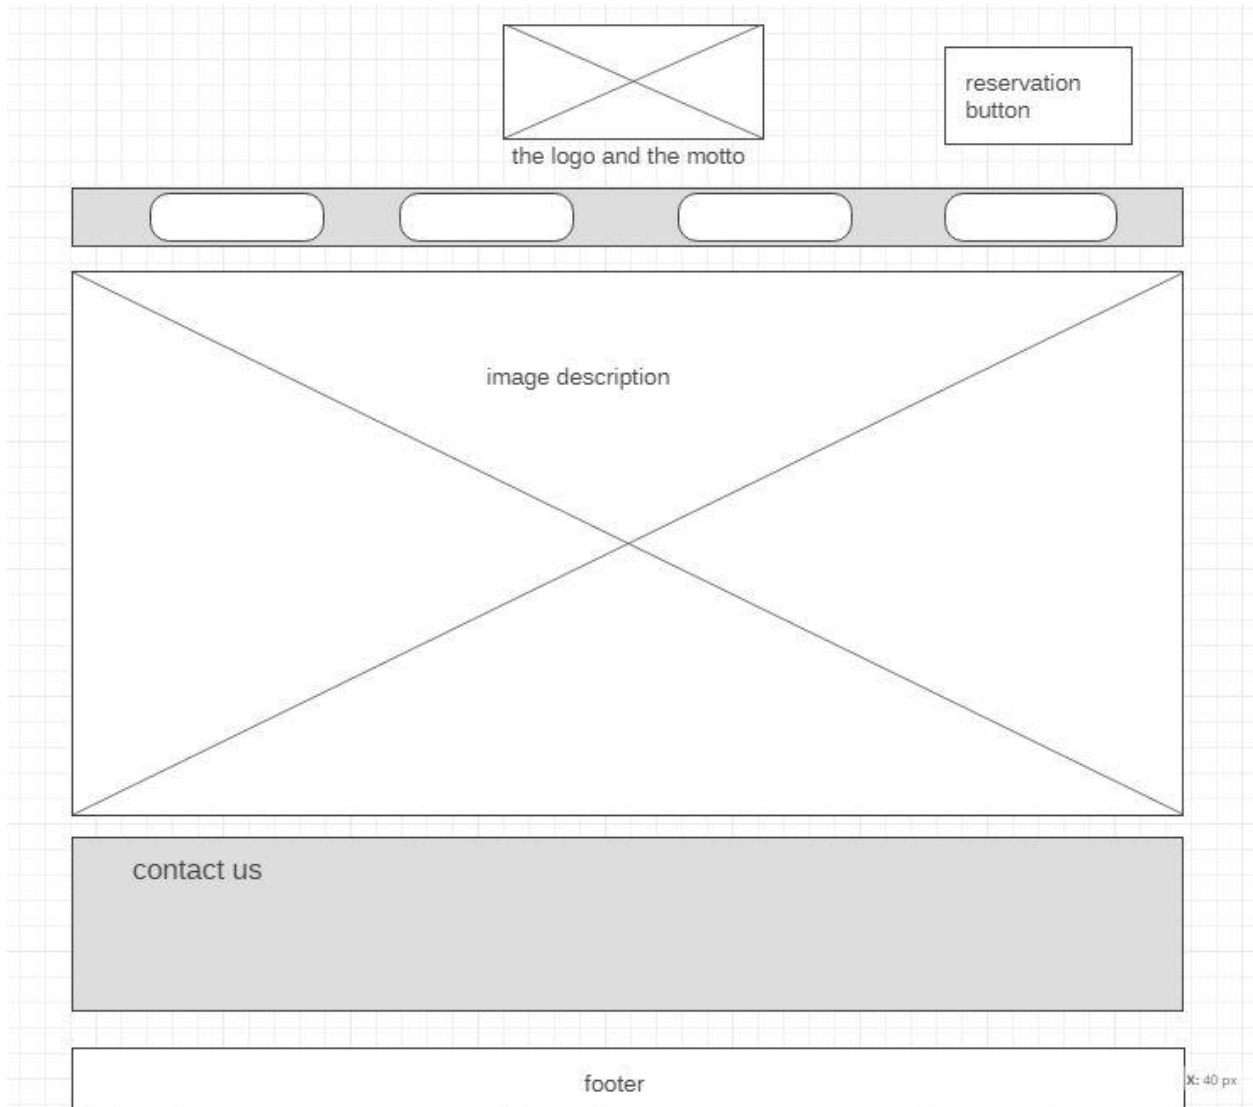 reservation
button
the logo and the motto
image description
contact us
footer
X: 40 px